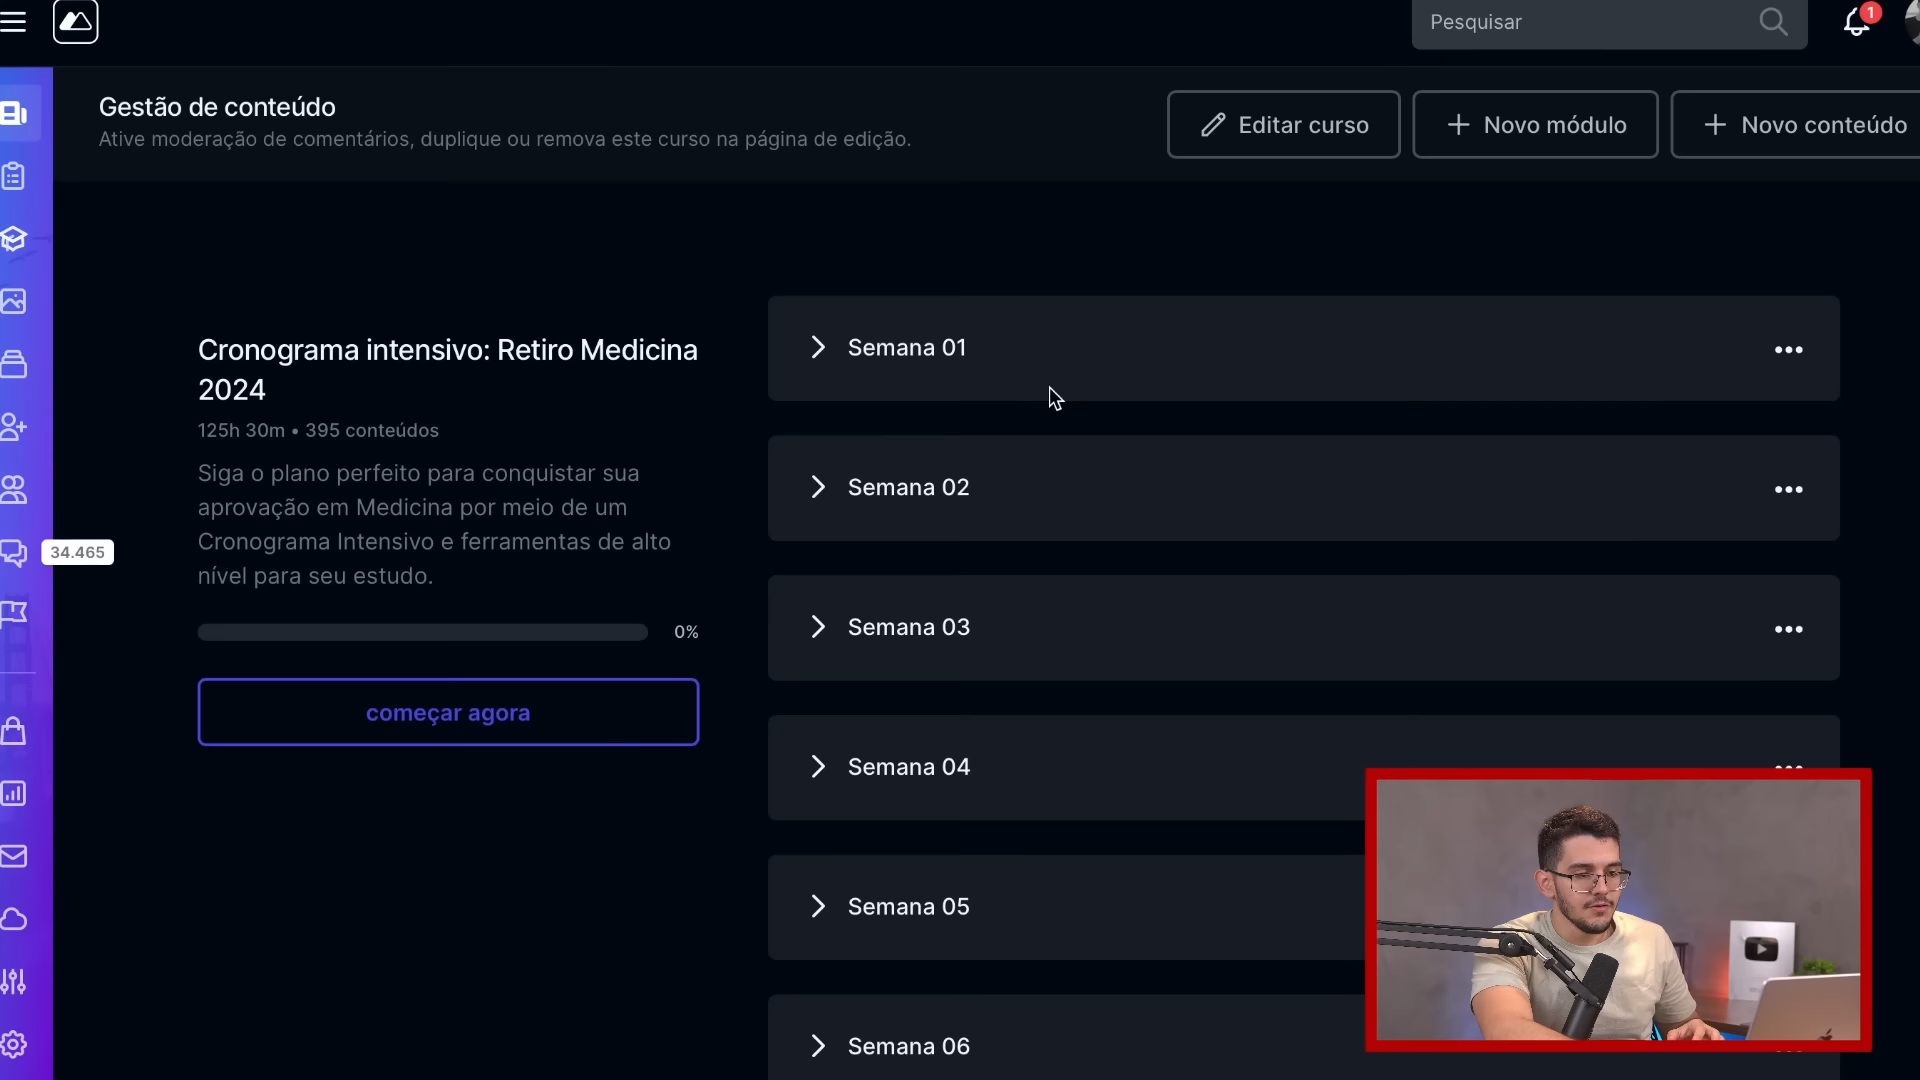 Pesquisar
1
Gestão de conteúdo
Ative moderação de comentários, duplique ou remova este curso na página de edição.
Editar curso
Novo módulo
Novo conteúdo
Cronograma intensivo: Retiro Medicina
2024
125h 30m • 395 conteúdos
Siga o plano perfeito para conquistar sua
aprovação em Medicina por meio de um
Cronograma Intensivo e ferramentas de alto
nível para seu estudo.
0%
começar agora
34.465
Semana 01
Semana 02
Semana 03
Semana 04
Semana 05
Semana 06